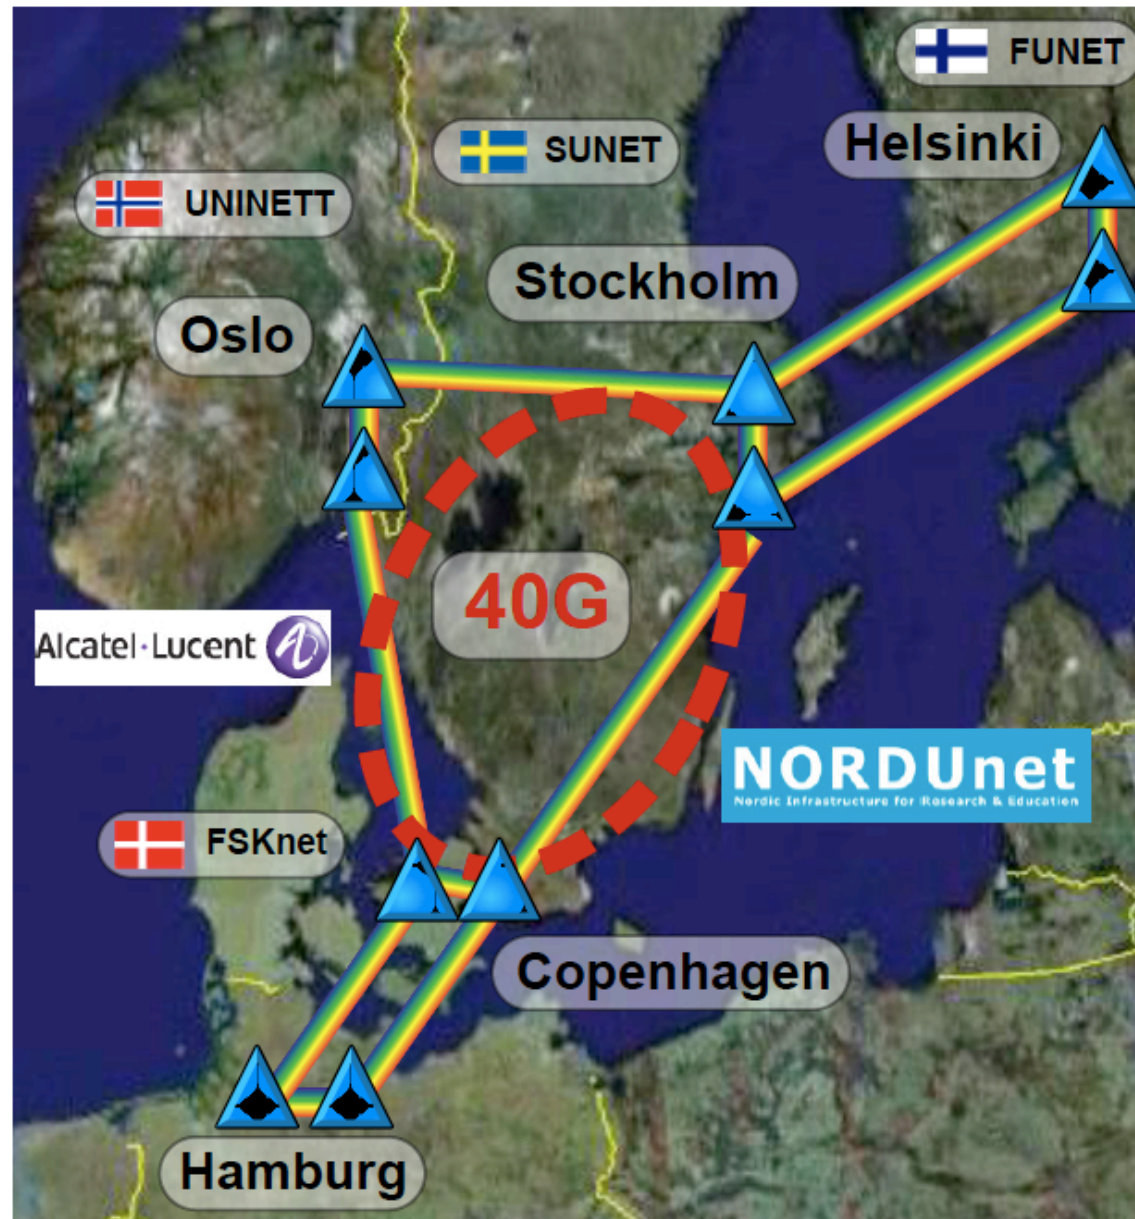 FUNET
Helsinki
SUNET
UNINETT
Stockholm
Oslo
40G
Alcatel·Lucent
NORDUnet
Nordic Infrastructure for Research & Education
FSKnet
Copenhagen
Hamburg